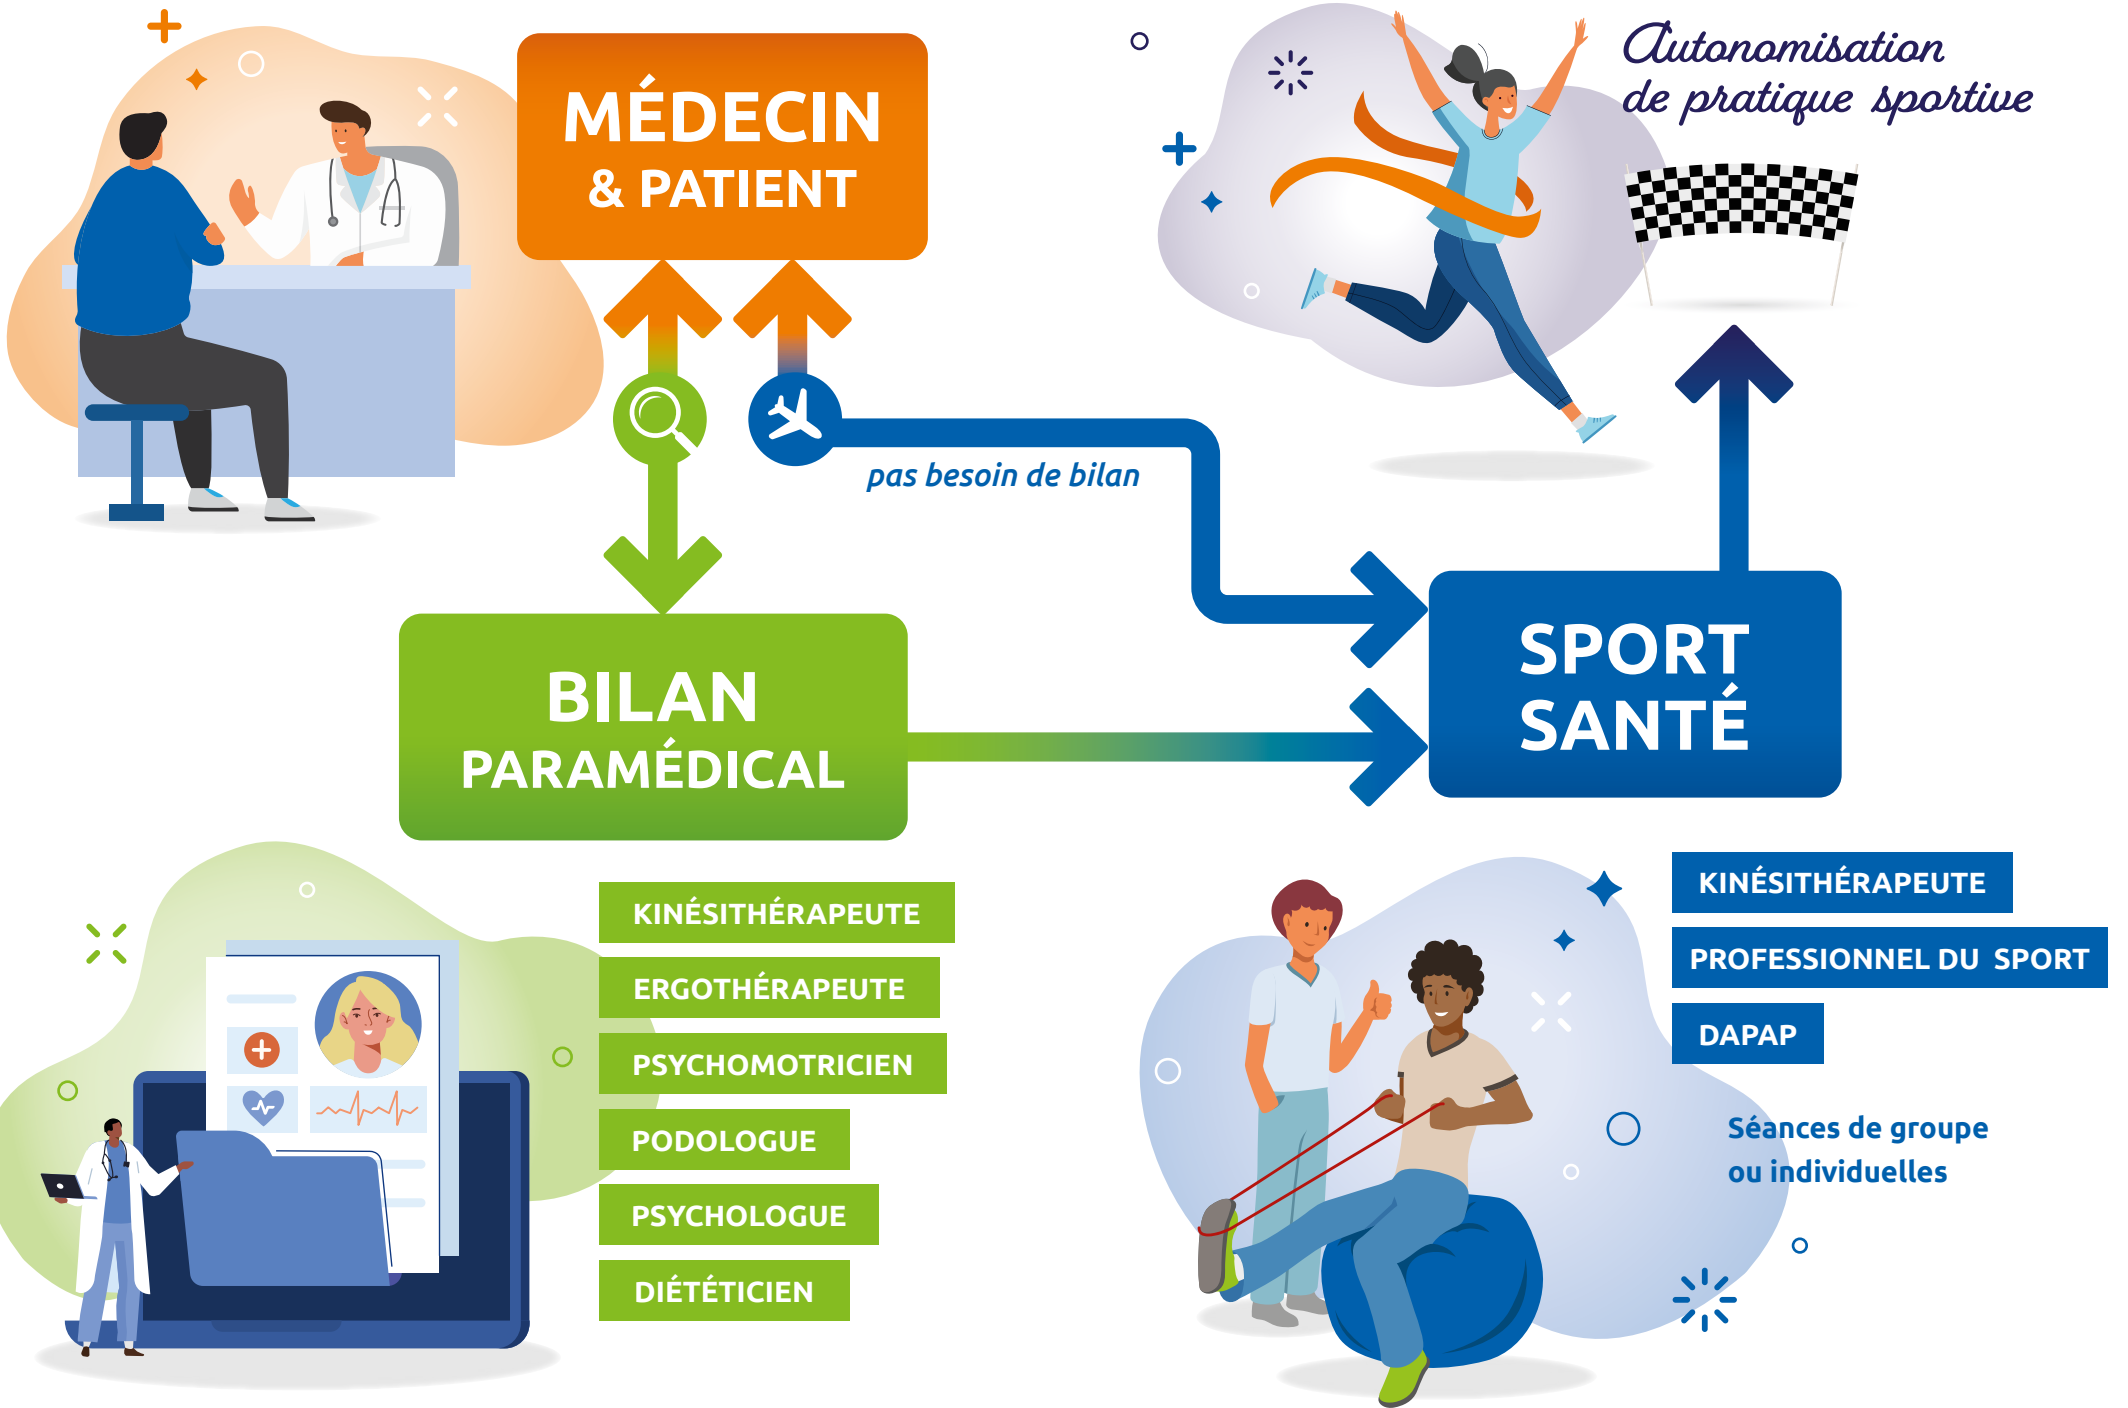 MÉDECIN
& PATIENT
Autonomisation
de pratique sportive
pas besoin de bilan
BILAN
PARAMÉDICAL
SPORT
SANTÉ
KINÉSITHÉRAPEUTE
ERGOTHÉRAPEUTE
PSYCHOMOTRICIEN
PODOLOGUE
PSYCHOLOGUE
DIÉTÉTICIEN
KINÉSITHÉRAPEUTE
PROFESSIONNEL DU SPORT
DAPAP
Séances de groupe
ou individuelles